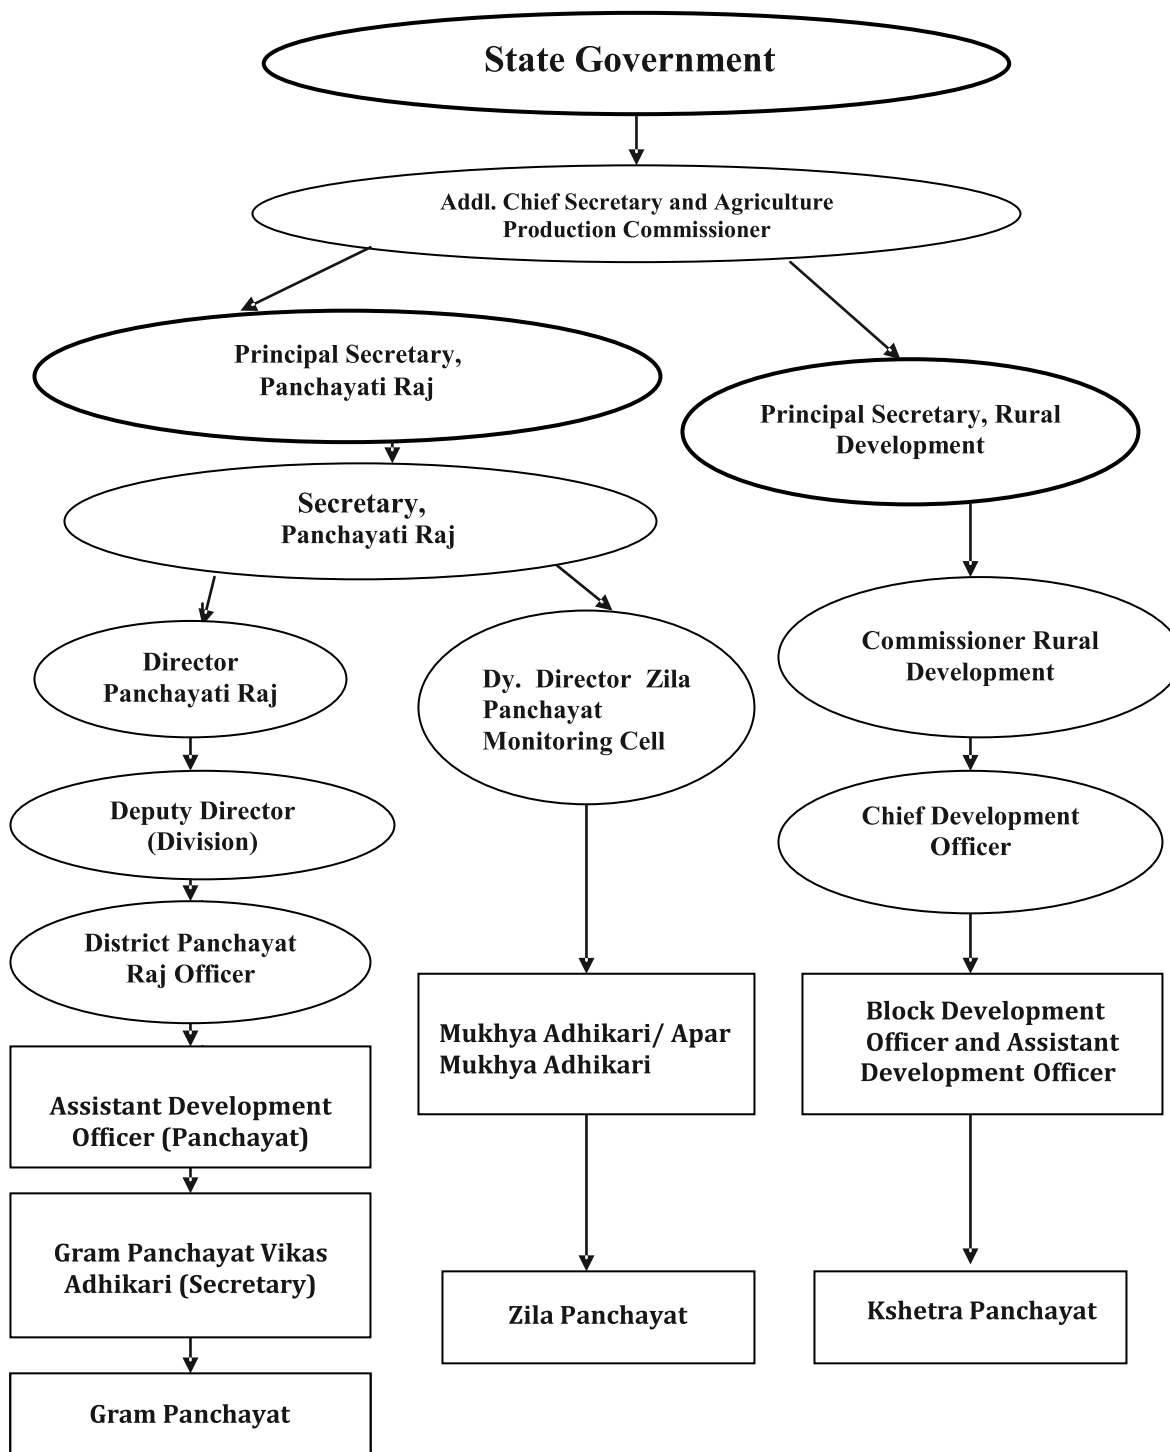 State Government
Addl. Chief Secretary and Agriculture
Production Commissioner
Principal Secretary,
Panchayati Raj
Principal Secretary, Rural
Development
Secretary,
Panchayati Raj
Director
Panchayati Raj
Dy. Director Zila
Panchayat
Monitoring Cell
Commissioner Rural
Development
Deputy Director
(Division)
Chief Development
Officer
District Panchayat
Raj Officer
Mukhya Adhikari/ Apar
Mukhya Adhikari
Block Development
Officer and Assistant
Development Officer
Assistant Development
Officer (Panchayat)
Gram Panchayat Vikas
Adhikari (Secretary)
Zila Panchayat
Kshetra Panchayat
Gram Panchayat